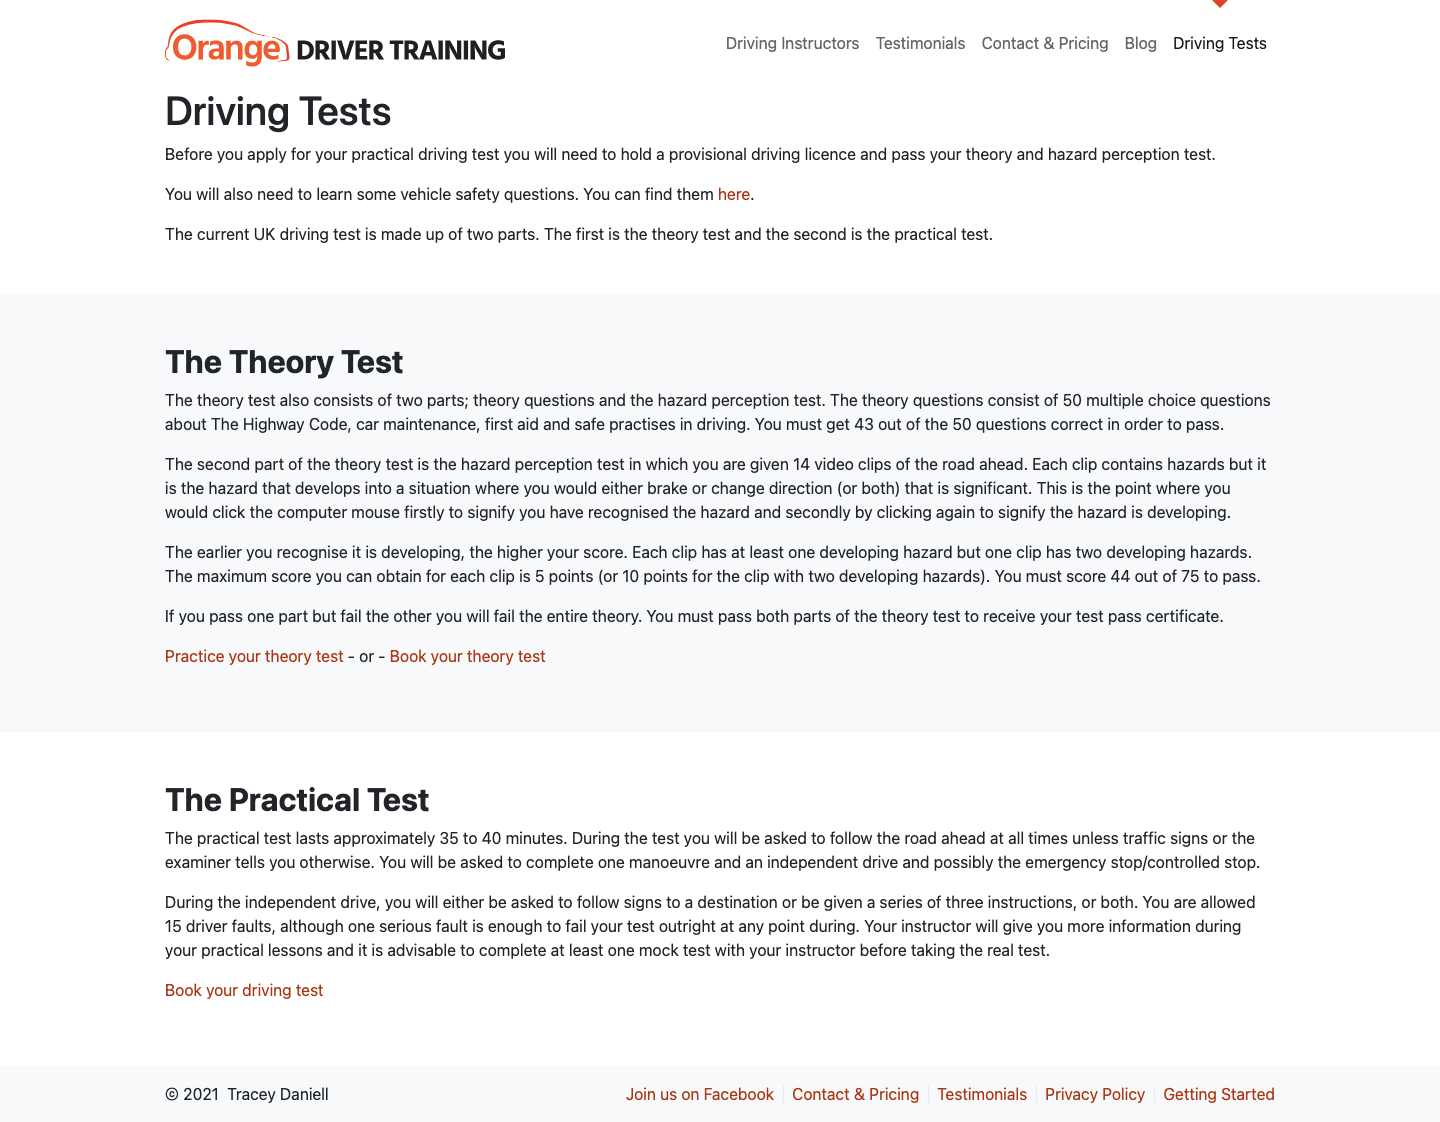 Orange DRIVER TRAINING
Driving Instructors Testimonials Contact & Pricing Blog Driving Tests
Driving Tests
Before you apply for your practical driving test you will need to hold a provisional driving licence and pass your theory and hazard perception test.
You will also need to learn some vehicle safety questions. You can find them here.
The current UK driving test is made up of two parts. The first is the theory test and the second is the practical test.
The Theory Test
The theory test also consists of two parts; theory questions and the hazard perception test. The theory questions consist of 50 multiple choice questions
about The Highway Code, car maintenance, first aid and safe practises in driving. You must get 43 out of the 50 questions correct in order to pass.
The second part of the theory test is the hazard perception test in which you are given 14 video clips of the road ahead. Each clip contains hazards but it
is the hazard that develops into a situation where you would either brake or change direction (or both) that is significant. This is the point where you
would click the computer mouse firstly to signify you have recognised the hazard and secondly by clicking again to signify the hazard is developing.
The earlier you recognise it is developing, the higher your score. Each clip has at least one developing hazard but one clip has two developing hazards.
The maximum score you can obtain for each clip is 5 points (or 10 points for the clip with two developing hazards). You must score 44 out of 75 to pass.
If you pass one part but fail the other you will fail the entire theory. You must pass both parts of the theory test to receive your test pass certificate.
Practice your theory test - or - Book your theory test
The Practical Test
The practical test lasts approximately 35 to 40 minutes. During the test you will be asked to follow the road ahead at all times unless traffic signs or the
examiner tells you otherwise. You will be asked to complete one manoeuvre and an independent drive and possibly the emergency stop/controlled stop.
During the independent drive, you will either be asked to follow signs to a destination or be given a series of three instructions, or both. You are allowed
15 driver faults, although one serious fault is enough to fail your test outright at any point during. Your instructor will give you more information during
your practical lessons and it is advisable to complete at least one mock test with your instructor before taking the real test.
Book your driving test
© 2021 Tracey Daniell
Join us on Facebook Contact & Pricing Testimonials Privacy Policy Getting Started